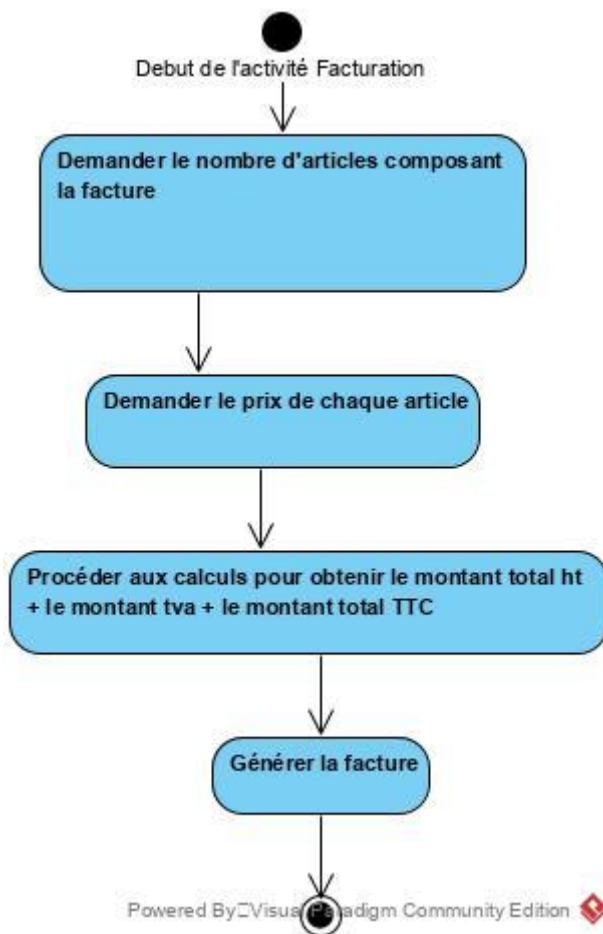 Debut de l'activité Facturation
Demander le nombre d'articles composant
la facture
Demander le prix de chaque article
Procéder aux calculs pour obtenir le montant total ht
+ le montant tva + le montant total TTC
Générer la facture
Powered By Visual Paradigm Community Edition